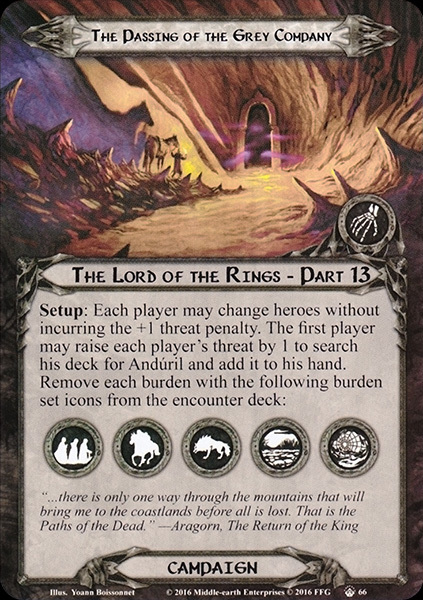 The Passing of the Grey Company
The Lord of the Rings - Part 13
Setup: Each player may change heroes without
incurring the +1 threat penalty. The first player
may raise each player's threat by 1 to search
his deck for Andúril and add it to his hand.
Remove each burden with the following burden
set icons from the encounter deck:
“...there is only one way through the mountains that will
bring me to the coastlands before all is lost. That is the
Paths of the Dead.” —Aragorn, The Return of the King
CAMPAIGN
Illus. Yoann Boissonnet © 2016 Middle-earth Enterprises © 2016 FFG 66